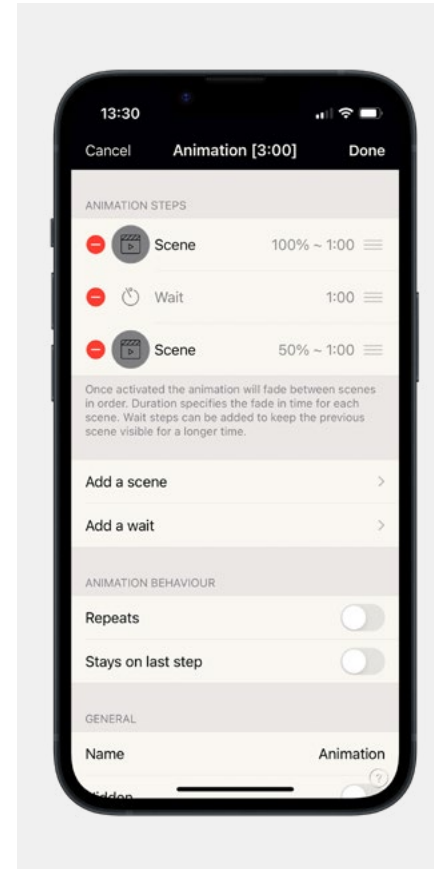 13:30
Cancel Animation [3:00] Done
ANIMATION STEPS
Scene 100% ~ 1:00
Wait 1:00
Scene 50% ~ 1:00
Once activated the animation will fade between scenes
in order. Duration specifies the fade in time for each
scene. Wait steps can be added to keep the previous
scene visible for a longer time.
Add a scene
Add a wait
ANIMATION BEHAVIOUR
Repeats
Stays on last step
GENERAL
Name Animation
?
Hidden